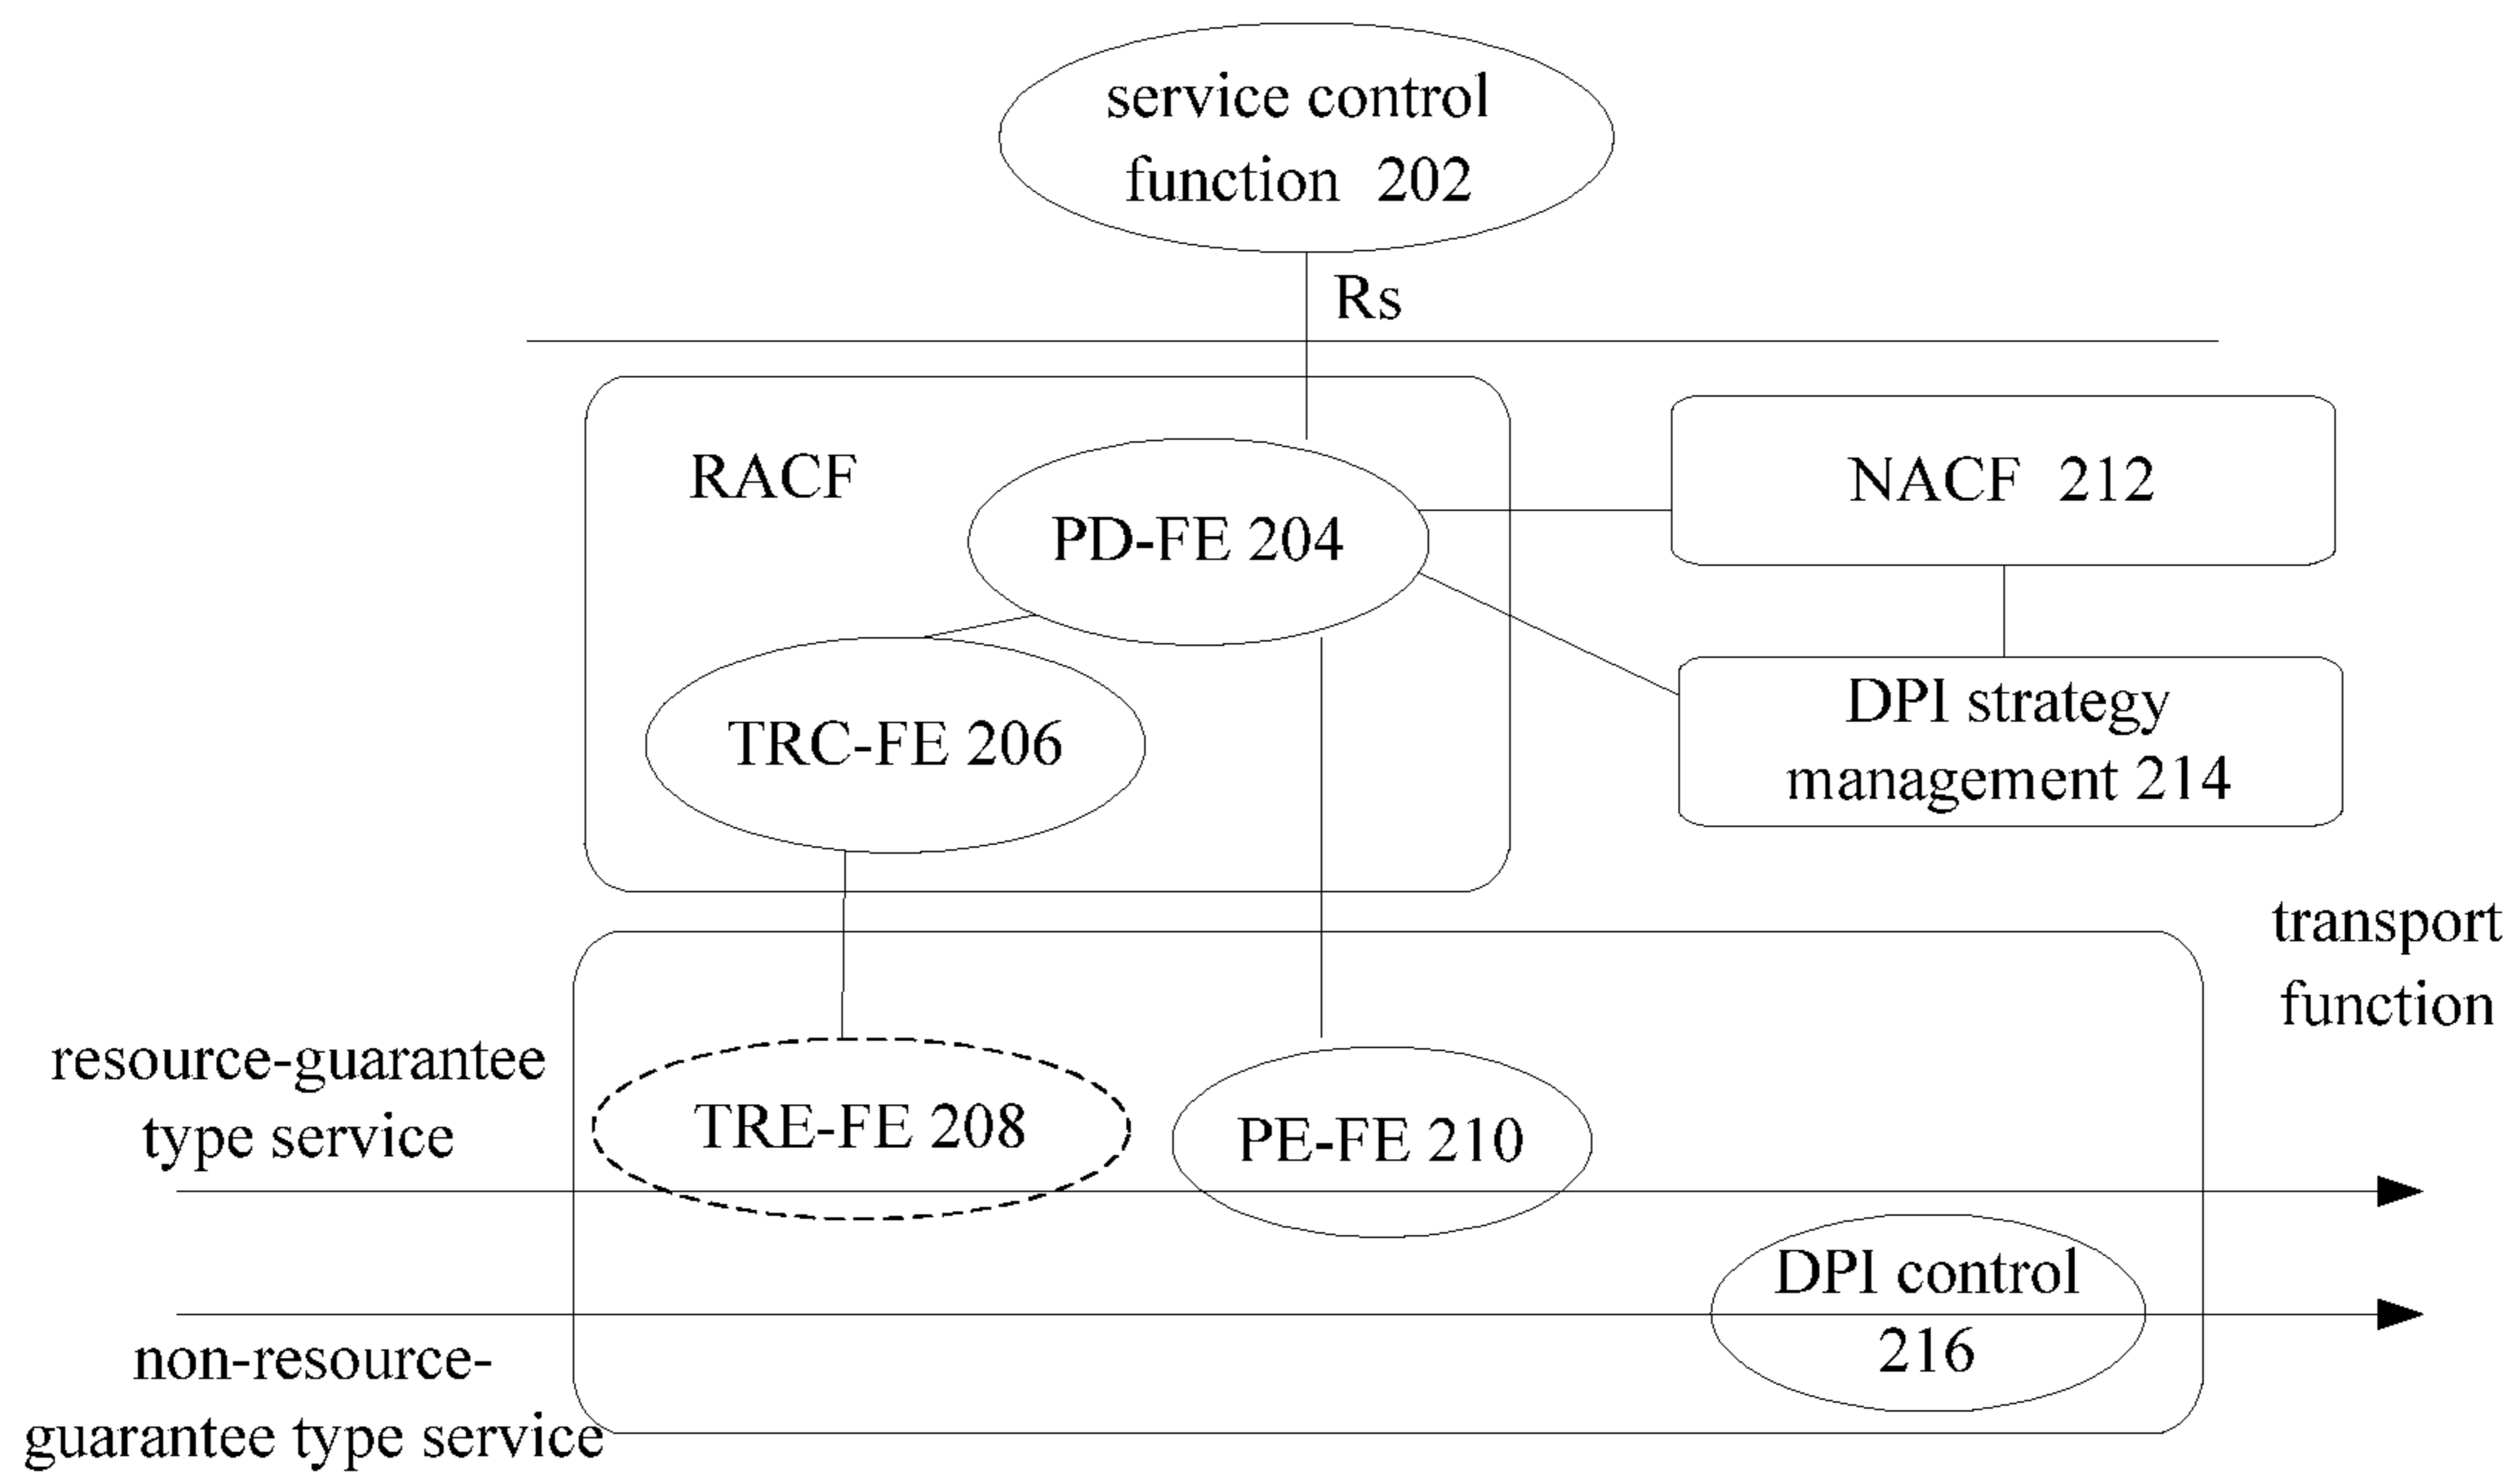 service control
function 202
Rs
RACF
NACF 212
PD-FE 204
DPI strategy
management 214
TRC-FE 206
transport
function
resource-guarantee
type service
TRE-FE 208
PE-FE 210
DPI control
216
non-resource-
guarantee type service